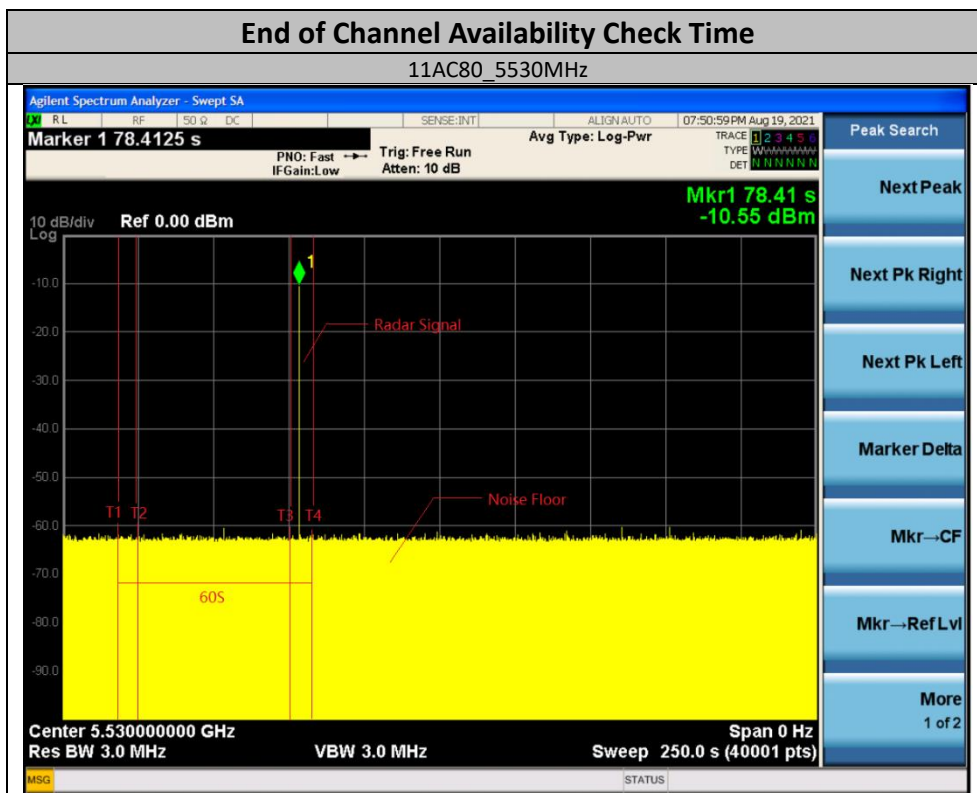 End of Channel Availability Check Time
11AC80_5530MHz
Agilent Spectrum Analyzer - Swept SA
LXI RL RF 50 Ω DC SENSE:INT ALIGN AUTO 07:50:59 PM Aug 19, 2021
Marker 1 78.4125 s
PNO: Fast
IFGain:Low
Trig: Free Run
Atten: 10 dB
Avg Type: Log-Pwr
TRACE 1 2 3 4 5 6
TYPE WWWWWW
DET N N N N N N
Peak Search
Mkr1 78.41 s
-10.55 dBm
10 dB/div
Log
Ref 0.00 dBm
1
-10.0
-20.0
-30.0
-40.0
-50.0
-60.0
-70.0
-80.0
-90.0
Radar Signal
Noise Floor
T1 T2 T3 T4
60S
Center 5.530000000 GHz
Span 0 Hz
Res BW 3.0 MHz
VBW 3.0 MHz
Sweep 250.0 s (40001 pts)
MSG
STATUS
Next Peak
Next Pk Right
Next Pk Left
Marker Delta
Mkr→CF
Mkr→Ref Lvl
More
1 of 2